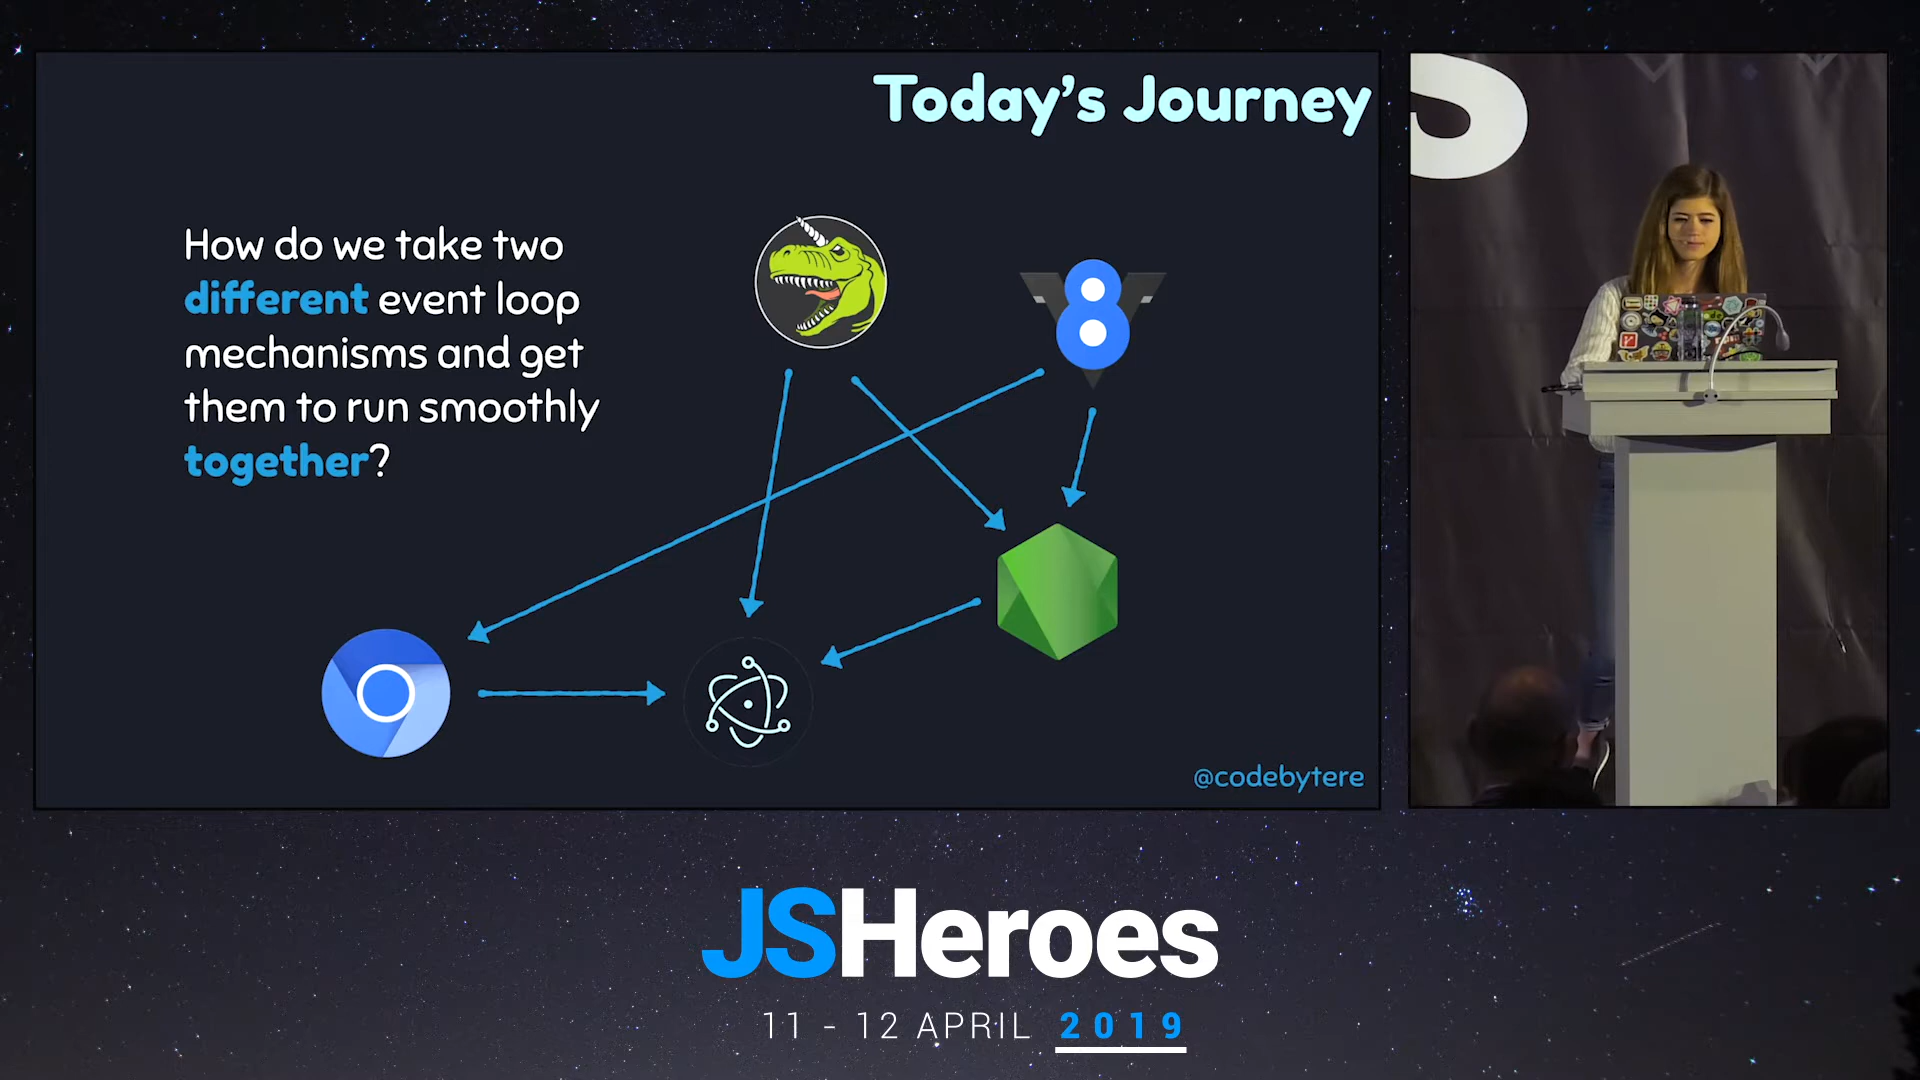 Today's Journey
How do we take two
different event loop
mechanisms and get
them to run smoothly
together?
8
@codebytere
S
JSHeroes
11 - 12 APRIL 2019